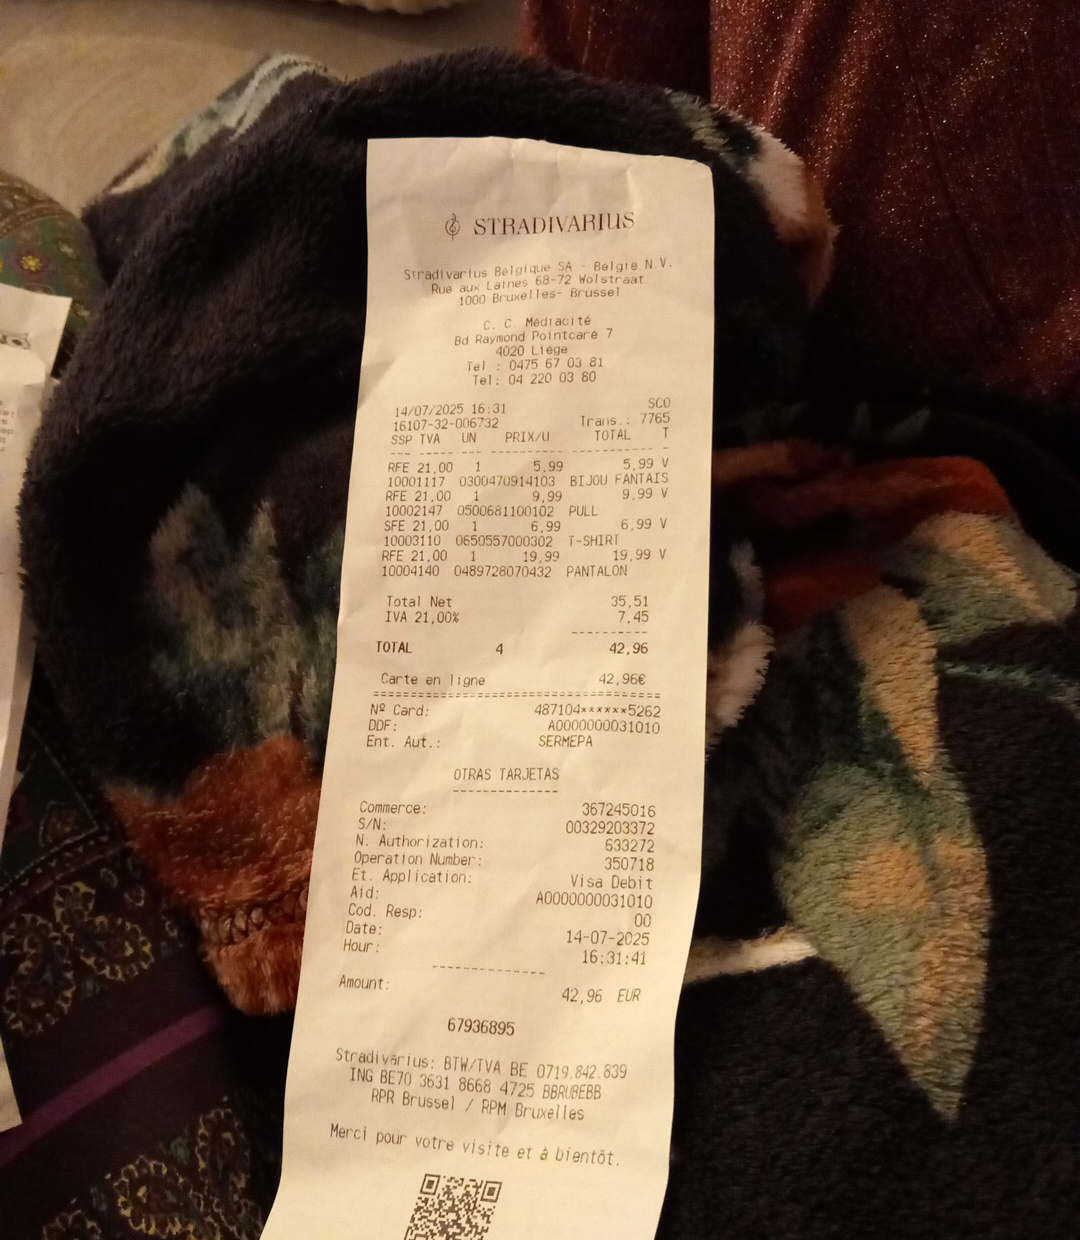 STRADIVARIUS
Stradivarius Belgique SA - Belgie N.V.
Rue aux Laines 68-72 Wolstraat
1000 Bruxelles- Brussel
C. C. Médiacité
Bd Raymond Pointcaré 7
4020 Liège
Tel : 0475 67 03 81
Tel: 04 220 03 80
14/07/2025 16:31 SCO
16107-32-006732 Trans.: 7765
SSP TVA UN PRIX/U TOTAL T
--- ----- --- -------- ----------- -
RFE 21,00 1 5,99 5,99 V
10001117 0300470914103 BIJOU FANTAIS
RFE 21,00 1 9,99 9,99 V
10002147 0500681100102 PULL
SFE 21,00 1 6,99 6,99 V
10003110 0650557000302 T-SHIRT
RFE 21,00 1 19,99 19,99 V
10004140 0489728070432 PANTALON
Total Net 35,51
IVA 21,00% 7,45
----------
TOTAL 4 42,96
Carte en ligne 42,96€
========================================
Nº Card: 487104******5262
DDF: A0000000031010
Ent. Aut.: SERMEPA
OTRAS TARJETAS
--------------
Commerce: 367245016
S/N: 00329203372
N. Authorization: 633272
Operation Number: 350718
Et. Application: Visa Debit
Aid: A0000000031010
Cod. Resp: 00
Date: 14-07-2025
Hour: 16:31:41
---------------
Amount: 42,96 EUR
67936895
Stradivarius: BTW/TVA BE 0719.842.839
ING BE70 3631 8668 4725 BBRUBEBB
RPR Brussel / RPM Bruxelles
Merci pour votre visite et à bientôt.